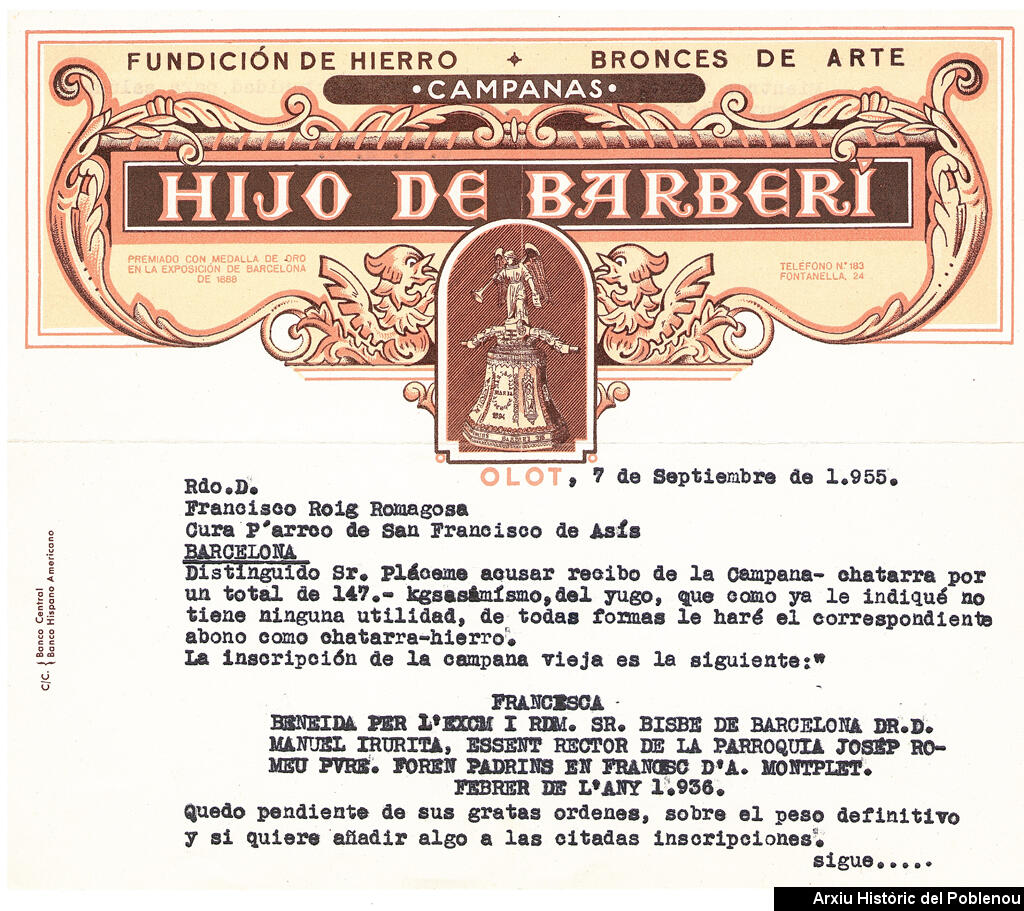 FUNDICIÓN DE HIERRO BRONCES DE ARTE
·CAMPANAS·
HIJO DE BARBERÍ
PREMIADO CON MEDALLA DE ORO
EN LA EXPOSICIÓN DE BARCELONA
DE 1888
TELÉFONO N.º 183
FONTANELLA, 24
MARIA
1894
OLOT, 7 de Septiembre de 1.955.
Rdo.D.
Francisco Roig Romagosa
Cura P'arroo de San Francisco de Asís
BARCELONA
Distinguido Sr. Pláceme acusar recibo de la Campana- chatarra por
un total de 147.- kgsasímísmo,del yugo, que como ya le indiqué no
tiene ninguna utilidad, de todas formas le haré el correspondiente
abono como chatarra-hierro.
La inscripción de la campana vieja es la siguiente:"
FRANCESCA
BENEIDA PER L'EXCM I RDM. SR. BISBE DE BARCELONA DR.D.
MANUEL IRURITA, ESSENT RECTOR DE LA PARROQUIA JOSÉP RO-
MEU PVRE. FOREN PADRINS EN FRANCESC D'A. MONTPLET.
FEBRER DE L'ANY 1.936.
Quedo pendiente de sus gratas ordenes, sobre el peso definitivo
y si quiere añadir algo a las citadas inscripciones.
sigue.....
C/C. { Banco Central
Banco Hispano Americano
Arxiu Històric del Poblenou